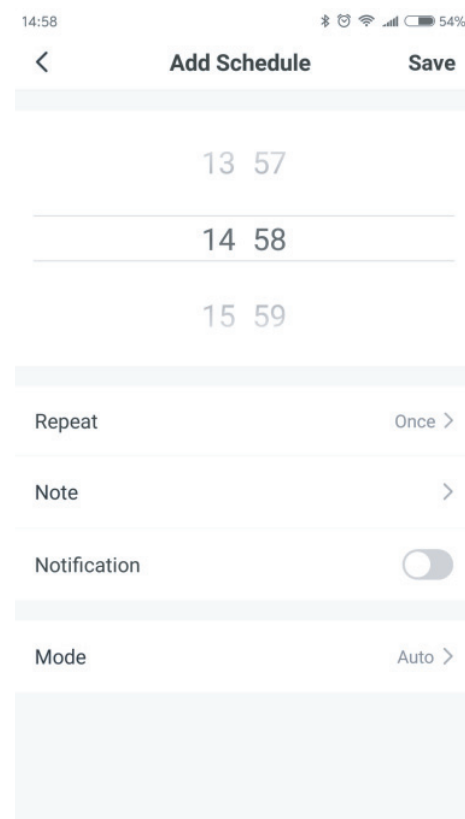 14:58 54%
Add Schedule Save
13 57
14 58
15 59
Repeat Once
Note
Notification
Mode Auto